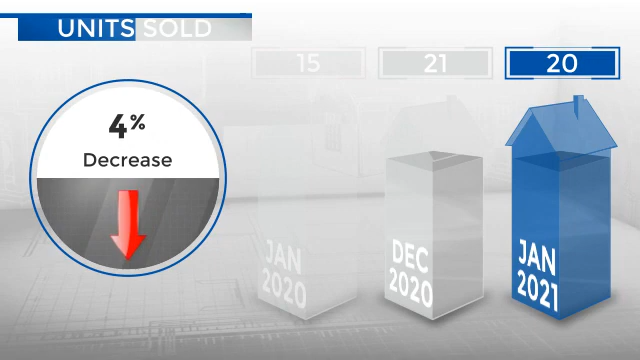 UNITS SOLD
15
21
20
4%
Decrease
JAN
2020
DEC
2020
JAN
2021